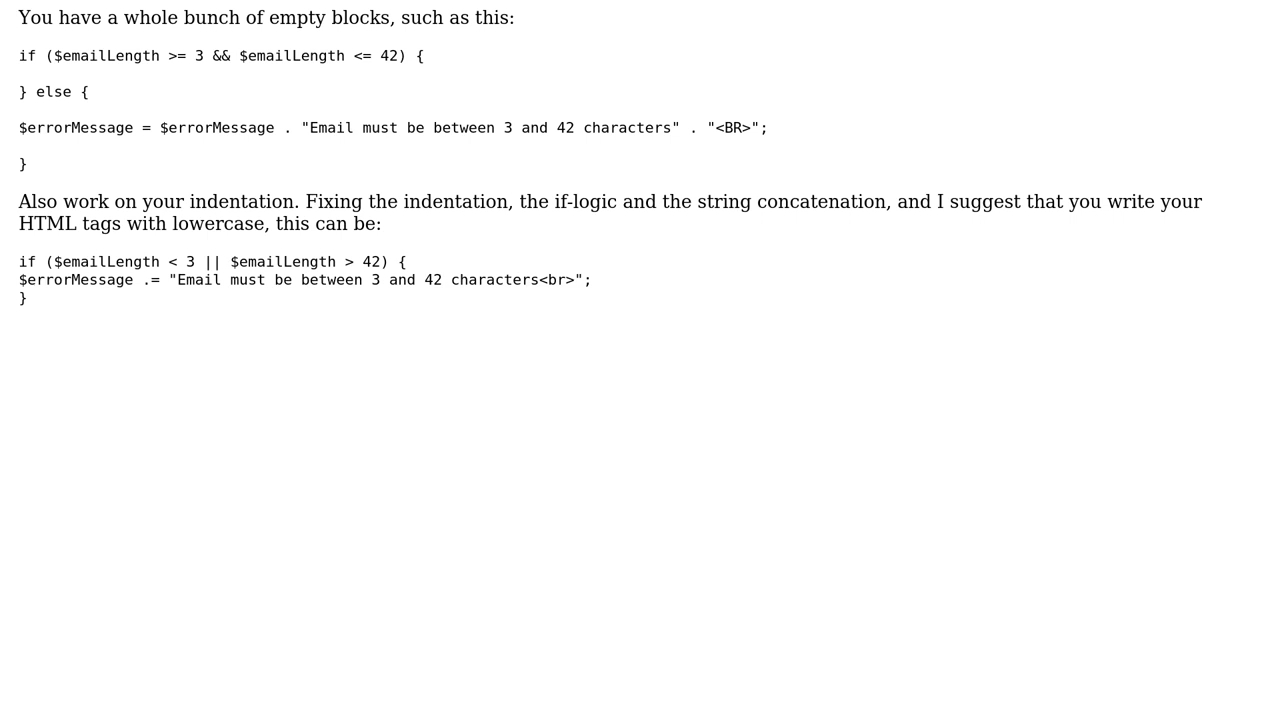 You have a whole bunch of empty blocks, such as this:
if ($emailLength >= 3 && $emailLength <= 42) {
} else {
$errorMessage = $errorMessage . "Email must be between 3 and 42 characters" . "<BR>";
}
Also work on your indentation. Fixing the indentation, the if-logic and the string concatenation, and I suggest that you write your
HTML tags with lowercase, this can be:
if ($emailLength < 3 || $emailLength > 42) {
$errorMessage .= "Email must be between 3 and 42 characters<br>";
}